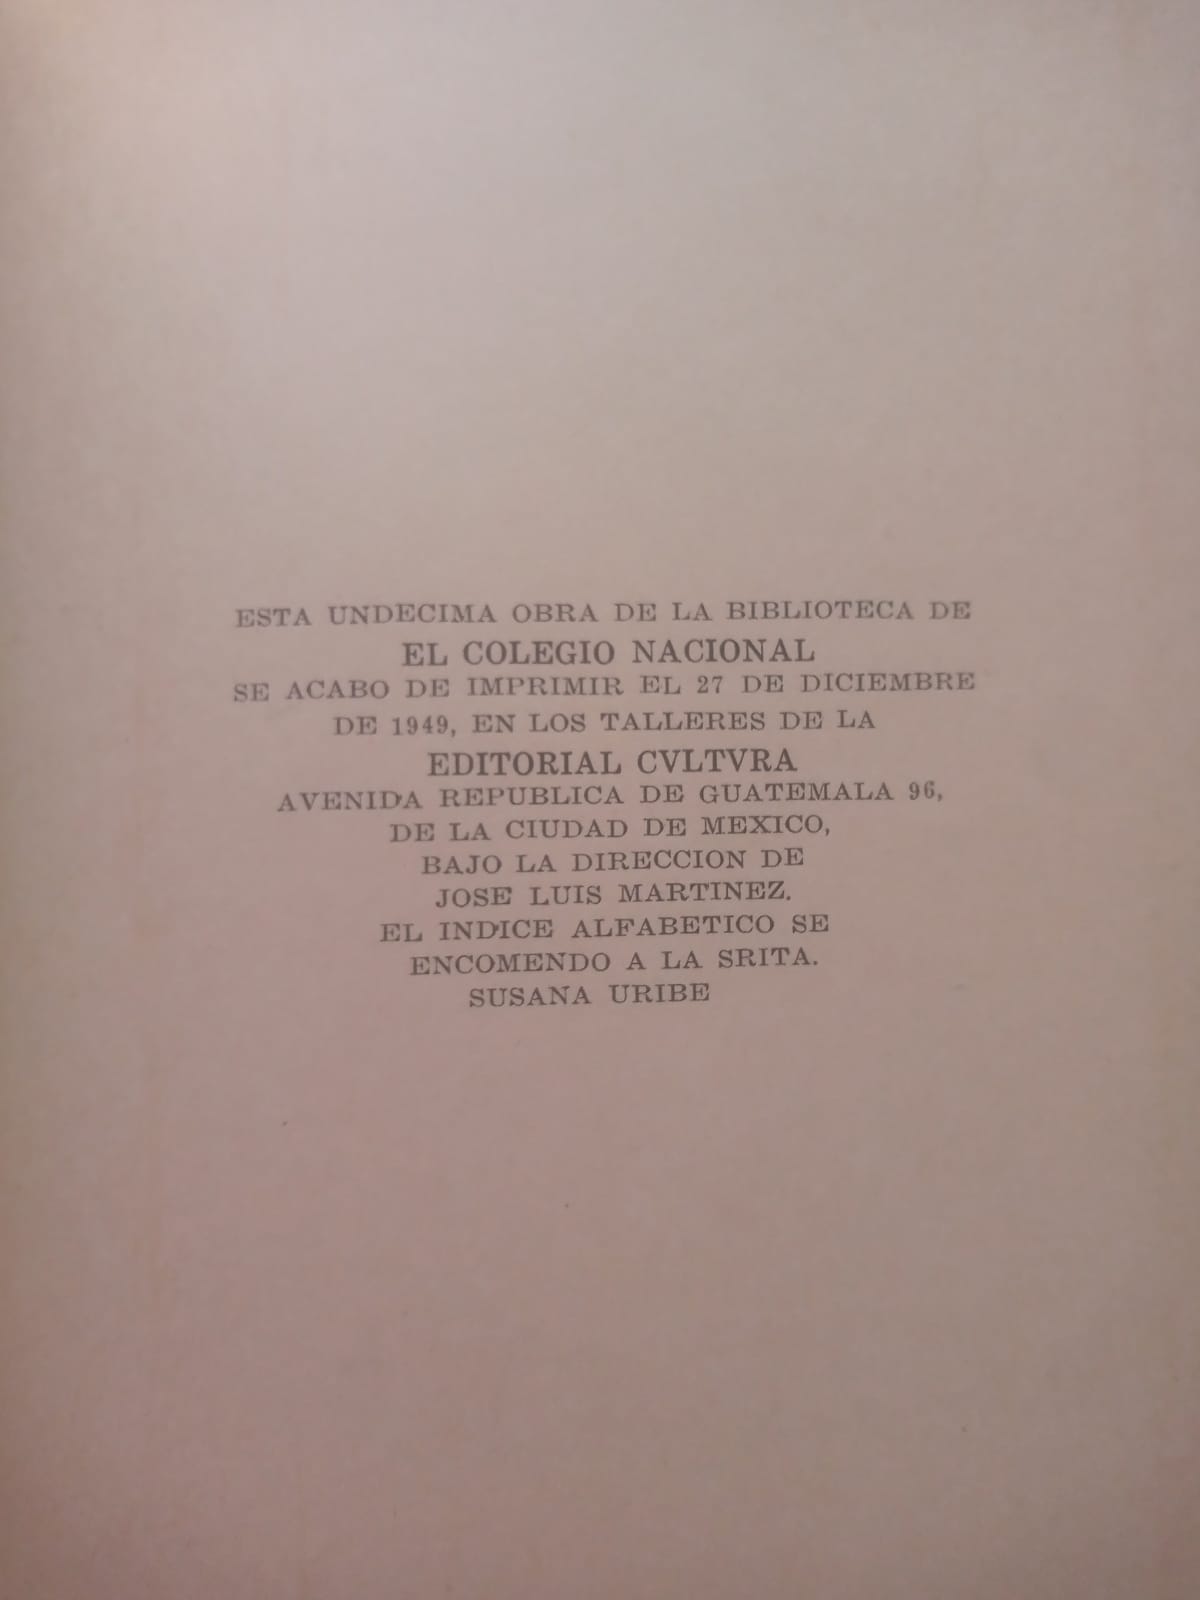 ESTA UNDECIMA OBRA DE LA BIBLIOTECA DE
EL COLEGIO NACIONAL
SE ACABO DE IMPRIMIR EL 27 DE DICIEMBRE
DE 1949, EN LOS TALLERES DE LA
EDITORIAL CVLTVRA
AVENIDA REPUBLICA DE GUATEMALA 96,
DE LA CIUDAD DE MEXICO,
BAJO LA DIRECCION DE
JOSE LUIS MARTINEZ.
EL INDICE ALFABETICO SE
ENCOMENDO A LA SRITA.
SUSANA URIBE